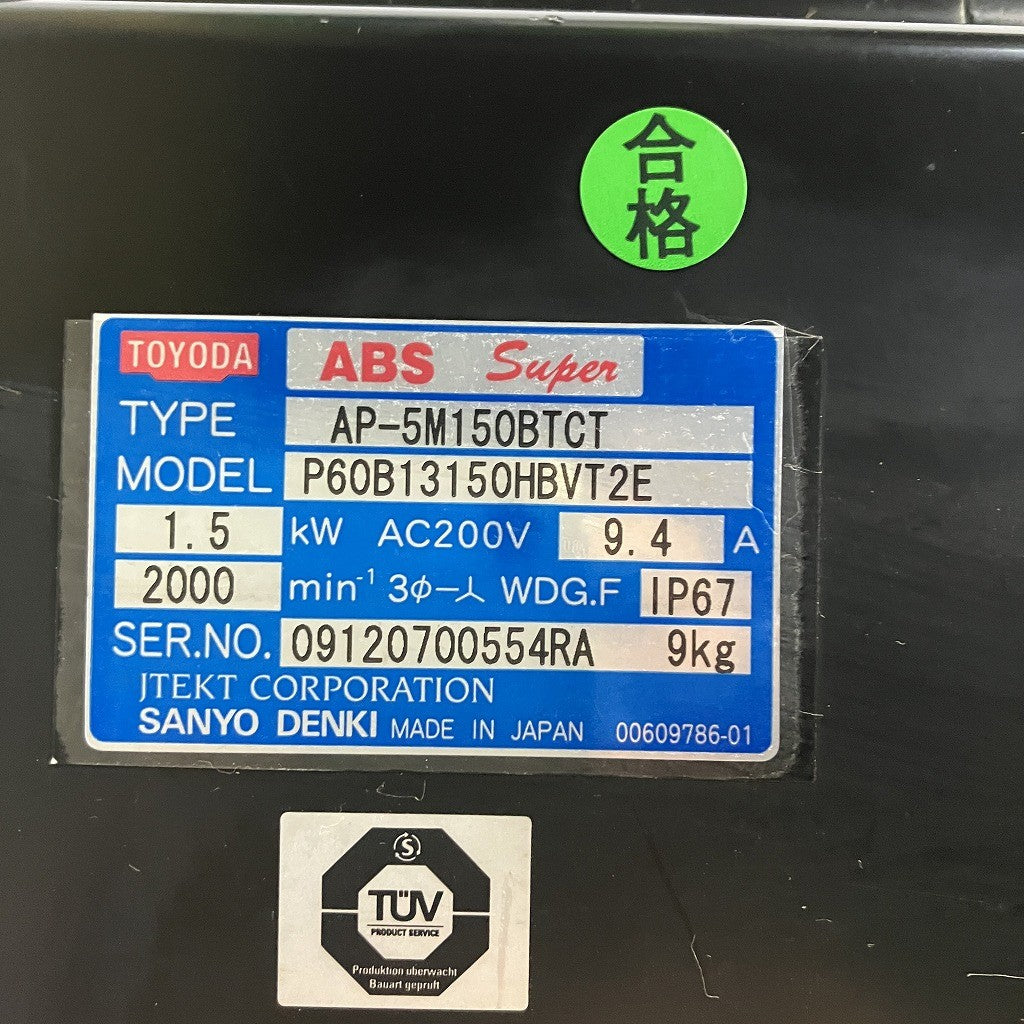 合格
TOYODA ABS Super
TYPE AP-5M150BTCT
MODEL P60B13150HBVT2E
1.5 kW AC200V 9.4 A
2000 min⁻¹ 3φ-人 WDG.F IP67
SER.NO. 09120700554RA 9kg
JTEKT CORPORATION
SANYO DENKI MADE IN JAPAN 00609786-01
S
TÜV
PRODUCT SERVICE
Produktion überwacht
Bauart geprüft